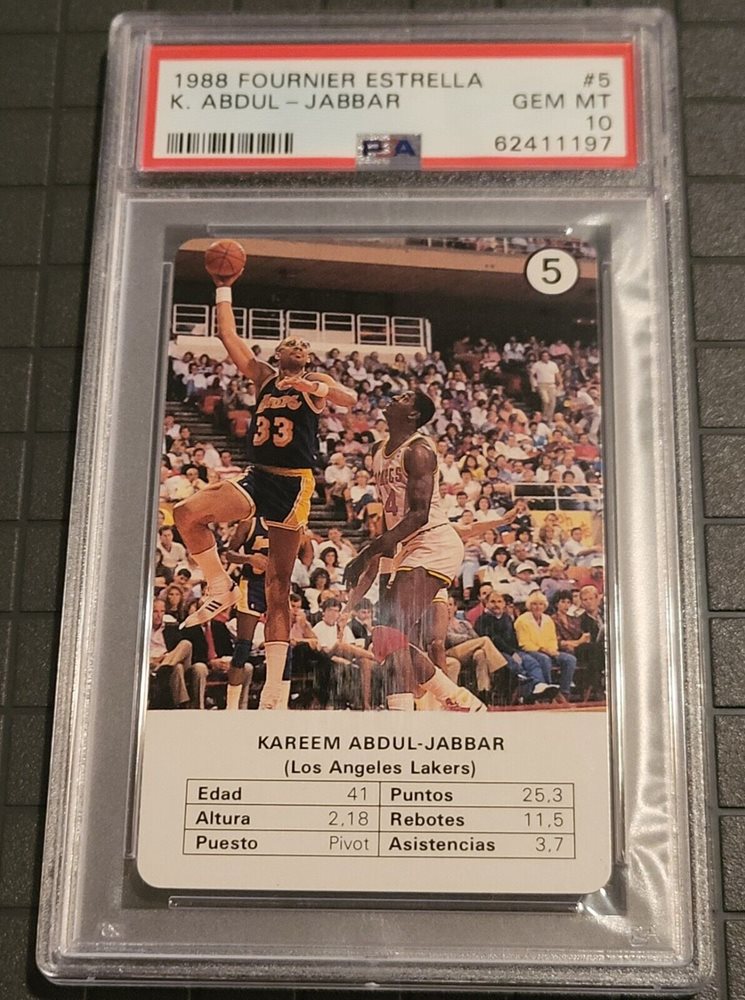 1988 FOURNIER ESTRELLA #5
K. ABDUL-JABBAR GEM MT
10
PSA 62411197
5
33
KAREEM ABDUL-JABBAR
(Los Angeles Lakers)
Edad 41 Puntos 25,3
Altura 2,18 Rebotes 11,5
Puesto Pivot Asistencias 3,7